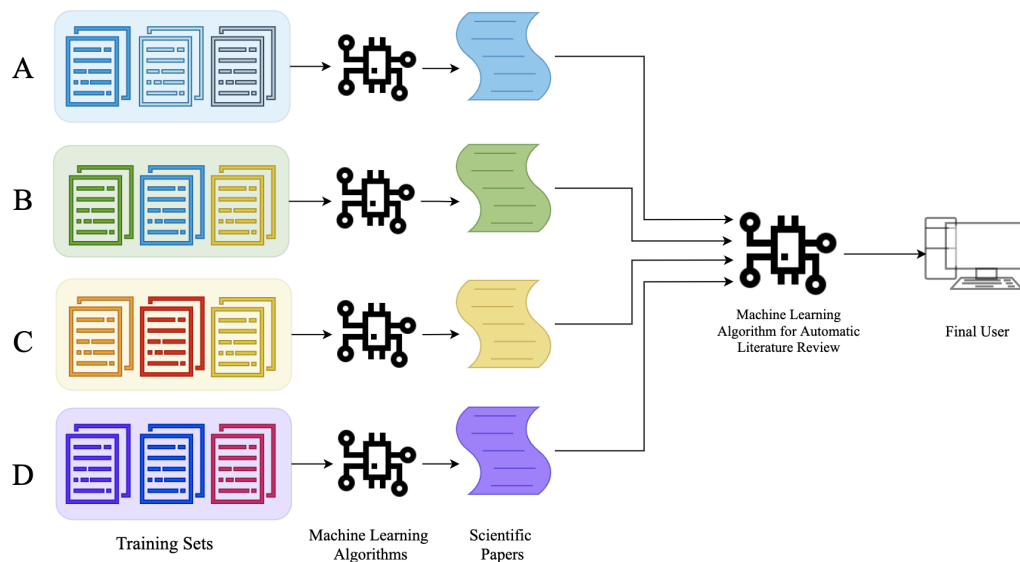 A
B
C
D
Training Sets
Machine Learning
Algorithms
Scientific
Papers
Machine Learning
Algorithm for Automatic
Literature Review
Final User